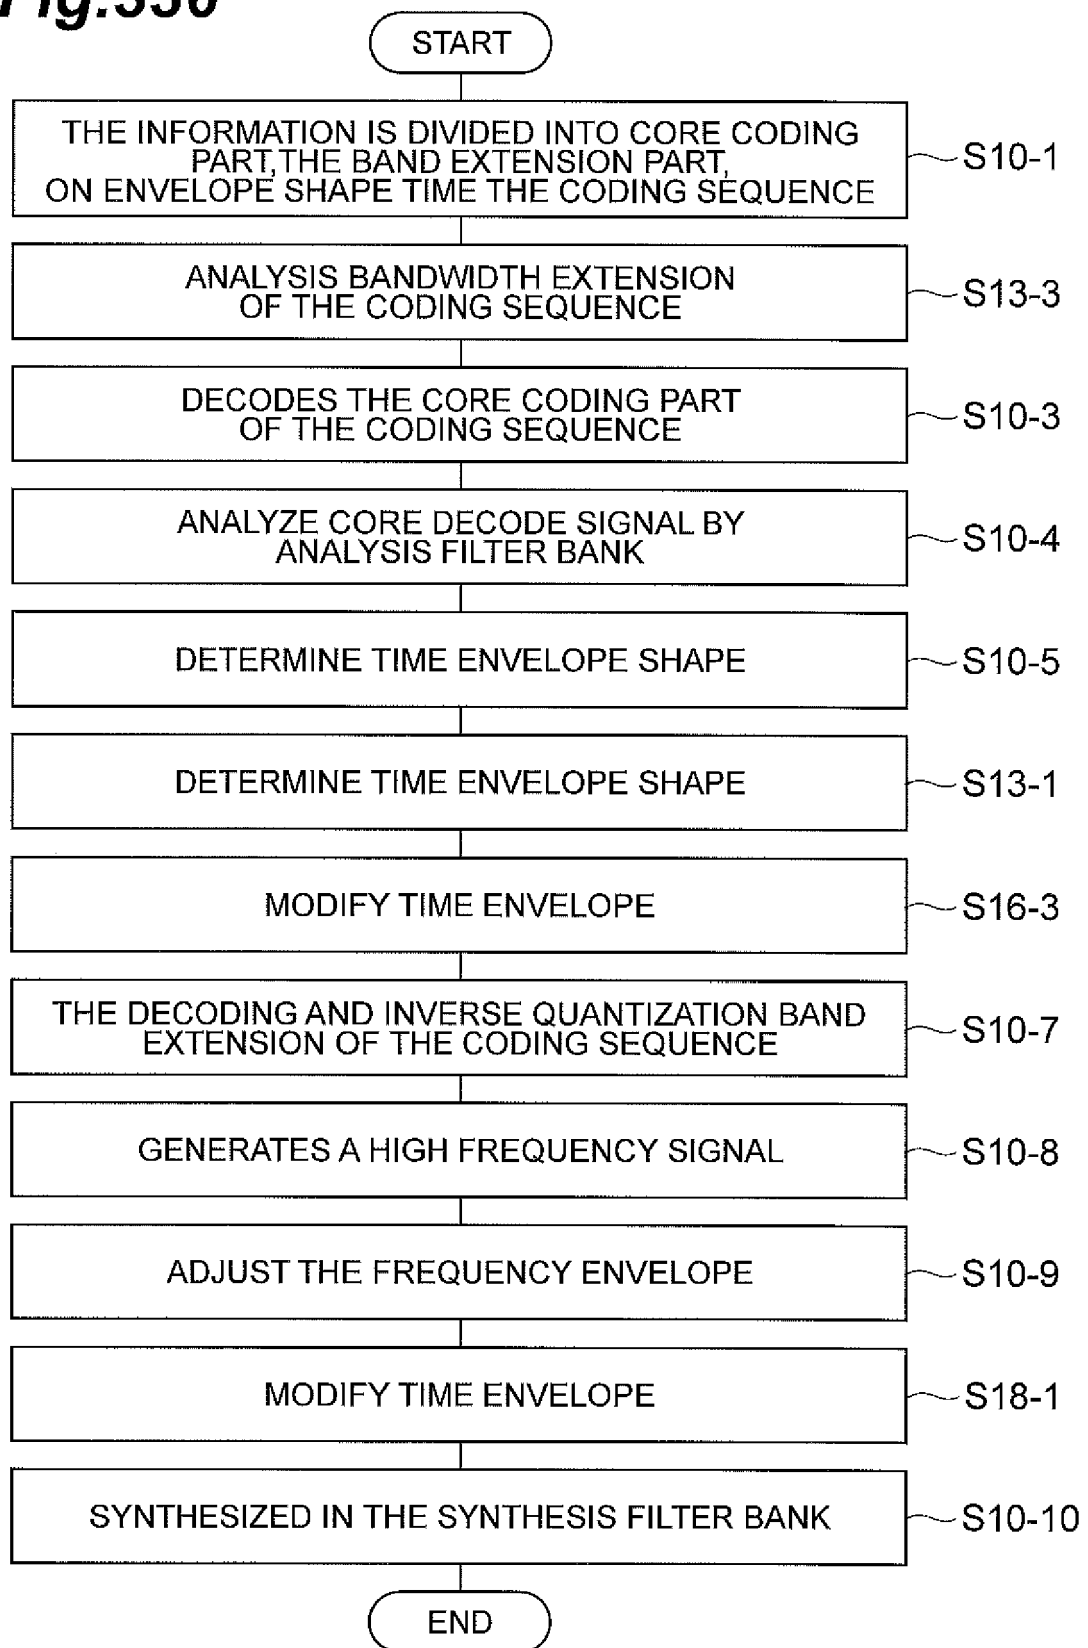 Fig.330
START
THE INFORMATION IS DIVIDED INTO CORE CODING
PART,THE BAND EXTENSION PART,
ON ENVELOPE SHAPE TIME THE CODING SEQUENCE
S10-1
ANALYSIS BANDWIDTH EXTENSION
OF THE CODING SEQUENCE
S13-3
DECODES THE CORE CODING PART
OF THE CODING SEQUENCE
S10-3
ANALYZE CORE DECODE SIGNAL BY
ANALYSIS FILTER BANK
S10-4
DETERMINE TIME ENVELOPE SHAPE
S10-5
DETERMINE TIME ENVELOPE SHAPE
S13-1
MODIFY TIME ENVELOPE
S16-3
THE DECODING AND INVERSE QUANTIZATION BAND
EXTENSION OF THE CODING SEQUENCE
S10-7
GENERATES A HIGH FREQUENCY SIGNAL
S10-8
ADJUST THE FREQUENCY ENVELOPE
S10-9
MODIFY TIME ENVELOPE
S18-1
SYNTHESIZED IN THE SYNTHESIS FILTER BANK
S10-10
END